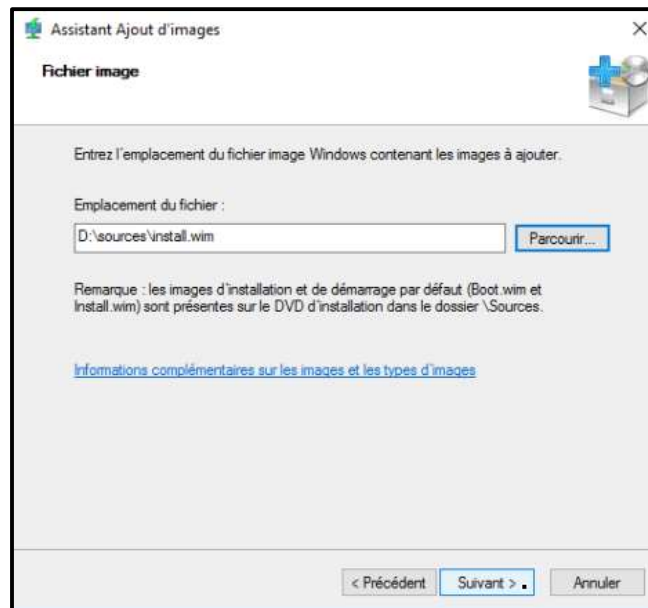 Assistant Ajout d'images
Fichier image
Entrez l'emplacement du fichier image Windows contenant les images à ajouter.
Emplacement du fichier :
D:\sources\install.wim
Parcourir...
Remarque : les images d'installation et de démarrage par défaut (Boot.wim et
Install.wim) sont présentes sur le DVD d'installation dans le dossier \Sources.
Informations complémentaires sur les images et les types d'images
< Précédent
Suivant >
Annuler